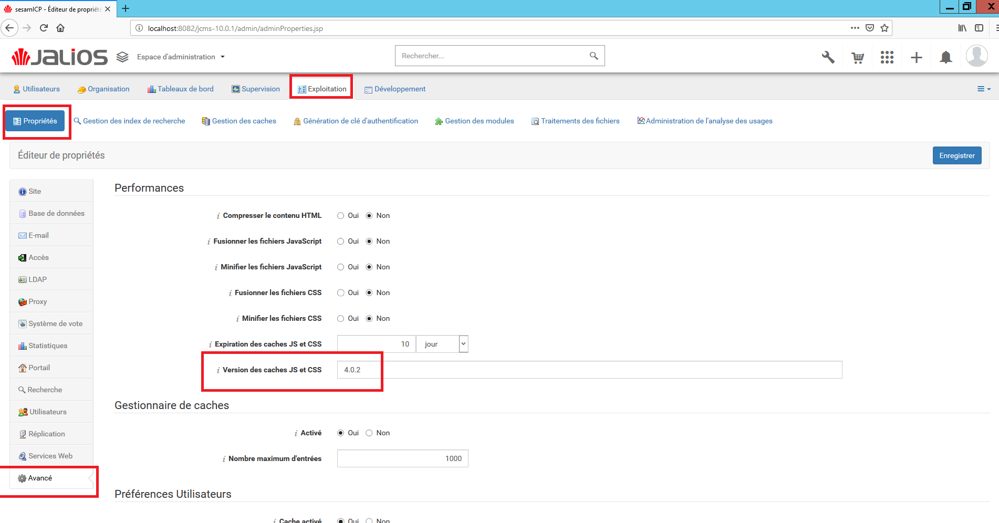 sesamICP - Éditeur de propriété
localhost:8082/jcms-10.0.1/admin/adminProperties.jsp
JALIOS
Espace d'administration
Rechercher...
Utilisateurs
Organisation
Tableaux de bord
Supervision
Exploitation
Développement
Propriétés
Gestion des index de recherche
Gestion des caches
Génération de clé d'authentification
Gestion des modules
Traitements des fichiers
Administration de l'analyse des usages
Éditeur de propriétés
Enregistrer
Site
Base de données
E-mail
Accès
LDAP
Proxy
Système de vote
Statistiques
Portail
Recherche
Utilisateurs
Réplication
Services Web
Avancé
Performances
i Compresser le contenu HTML Oui Non
i Fusionner les fichiers JavaScript Oui Non
i Minifier les fichiers JavaScript Oui Non
i Fusionner les fichiers CSS Oui Non
i Minifier les fichiers CSS Oui Non
i Expiration des caches JS et CSS 10 jour
i Version des caches JS et CSS 4.0.2
Gestionnaire de caches
i Activé Oui Non
i Nombre maximum d'entrées 1000
Préférences Utilisateurs
i Cache activé Oui Non